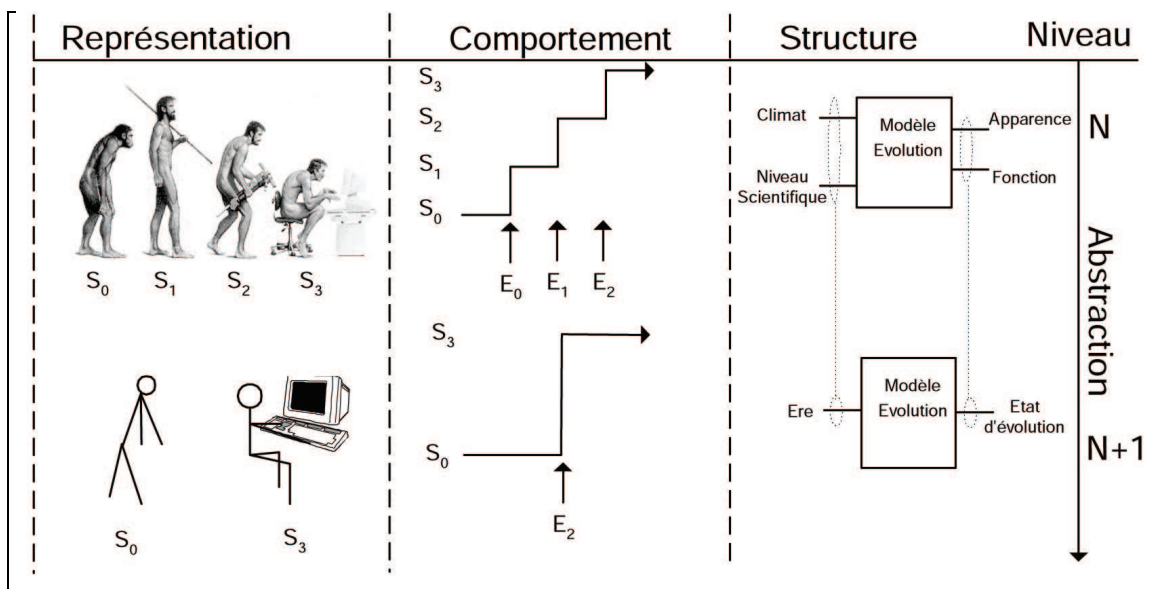 Représentation
Comportement
Structure
Niveau
S0 S1 S2 S3
S3
S2
S1
S0
E0 E1 E2
Climat
Niveau
Scientifique
Modèle
Evolution
Apparence
Fonction
N
Abstraction
S0 S3
S3
S0
E2
Ere
Modèle
Evolution
Etat
d'évolution
N+1